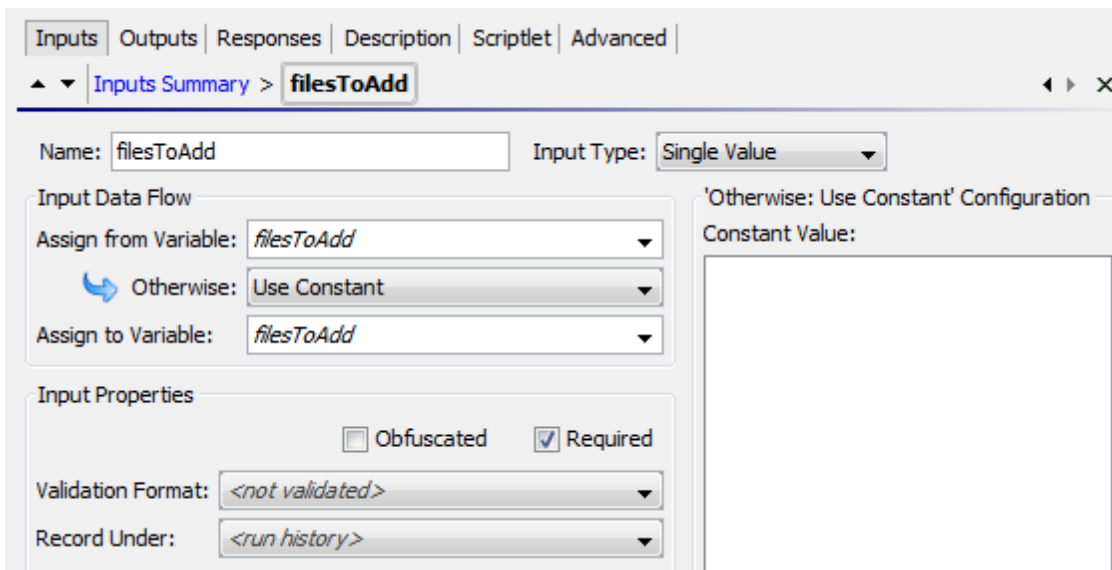 Inputs Outputs Responses Description Scriptlet Advanced
Inputs Summary > filesToAdd
Name: filesToAdd Input Type: Single Value
Input Data Flow 'Otherwise: Use Constant' Configuration
Assign from Variable: filesToAdd Constant Value:
Otherwise: Use Constant
Assign to Variable: filesToAdd
Input Properties
Obfuscated Required
Validation Format: <not validated>
Record Under: <run history>